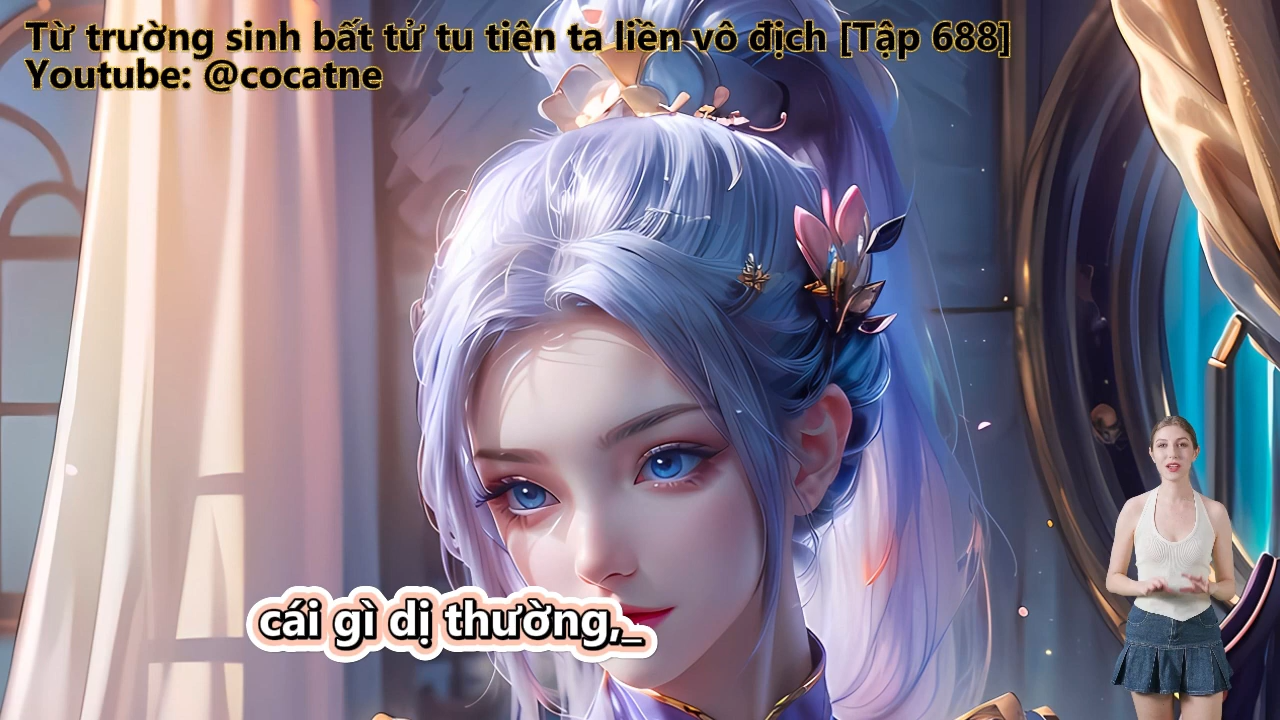 Từ trường sinh bất tử tu tiên ta liền vô địch [Tập 688]
Youtube: @cocatne
cái gì dị thường,_